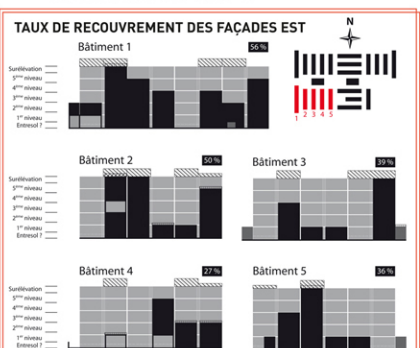 TAUX DE RECOUVREMENT DES FAÇADES EST
N
Bâtiment 1
56 %
Surélévation
5ème niveau
4ème niveau
3ème niveau
2ème niveau
1er niveau
Entresol ?
1 2 3 4 5
Bâtiment 2
50 %
Bâtiment 3
39 %
Surélévation
5ème niveau
4ème niveau
3ème niveau
2ème niveau
1er niveau
Entresol ?
Bâtiment 4
27 %
Bâtiment 5
36 %
Surélévation
5ème niveau
4ème niveau
3ème niveau
2ème niveau
1er niveau
Entresol ?